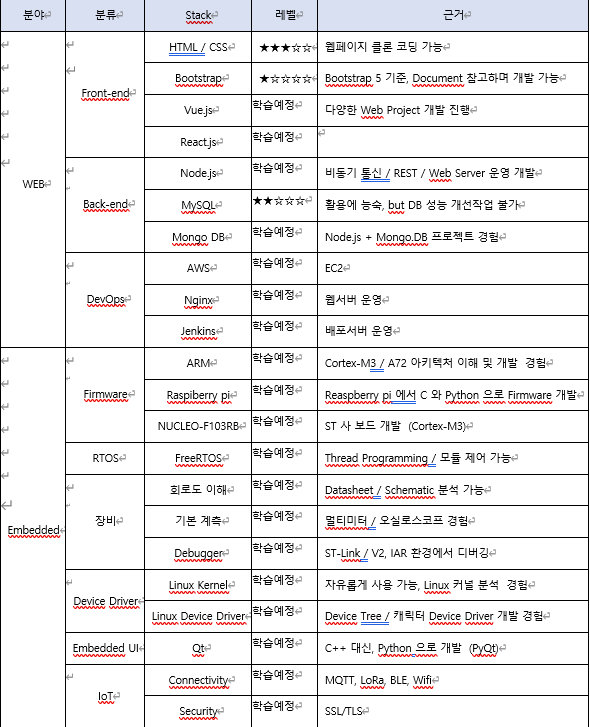 분야 분류 Stack 레벨 근거
WEB
Front-end
HTML / CSS ★★★☆☆ 웹페이지 클론 코딩 가능
Bootstrap ★☆☆☆☆ Bootstrap 5 기준, Document 참고하며 개발 가능
Vue.js 학습예정 다양한 Web Project 개발 진행
React.js 학습예정
Back-end
Node.js 학습예정 비동기 통신 / REST / Web Server 운영 개발
MySQL ★★☆☆☆ 활용에 능숙, but DB 성능 개선작업 불가
Mongo DB 학습예정 Node.js + Mongo.DB 프로젝트 경험
DevOps
AWS 학습예정 EC2
Nginx 학습예정 웹서버 운영
Jenkins 학습예정 배포서버 운영
Embedded
Firmware
ARM 학습예정 Cortex-M3 / A72 아키텍처 이해 및 개발 경험
Raspiberry pi 학습예정 Reaspberry pi 에서 C 와 Python 으로 Firmware 개발
NUCLEO-F103RB 학습예정 ST 사 보드 개발 (Cortex-M3)
RTOS FreeRTOS 학습예정 Thread Programming / 모듈 제어 가능
장비
회로도 이해 학습예정 Datasheet / Schematic 분석 가능
기본 계측 학습예정 멀티미터 / 오실로스코프 경험
Debugger 학습예정 ST-Link / V2, IAR 환경에서 디버깅
Device Driver
Linux Kernel 학습예정 자유롭게 사용 가능, Linux 커널 분석 경험
Linux Device Driver 학습예정 Device Tree / 캐릭터 Device Driver 개발 경험
Embedded UI Qt 학습예정 C++ 대신, Python 으로 개발 (PyQt)
IoT
Connectivity 학습예정 MQTT, LoRa, BLE, Wifi
Security 학습예정 SSL/TLS